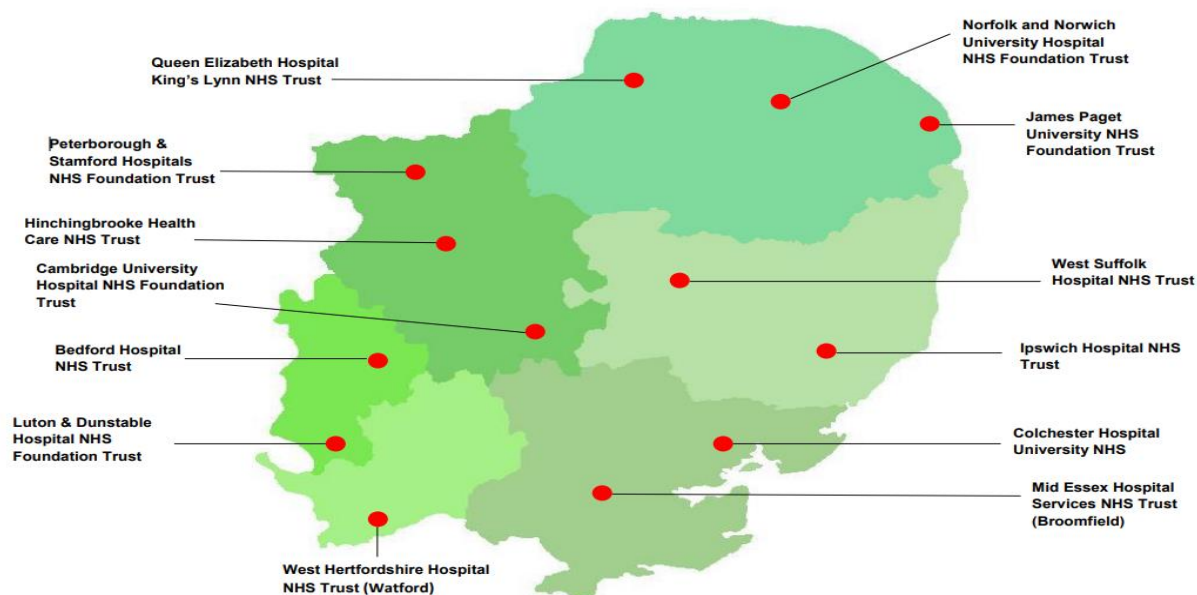 Norfolk and Norwich
University Hospital
NHS Foundation Trust
Queen Elizabeth Hospital
King's Lynn NHS Trust
James Paget
University NHS
Foundation Trust
Peterborough &
Stamford Hospitals
NHS Foundation Trust
Hinchingbrooke Health
Care NHS Trust
Cambridge University
Hospital NHS Foundation
Trust
West Suffolk
Hospital NHS Trust
Bedford Hospital
NHS Trust
Ipswich Hospital NHS
Trust
Luton & Dunstable
Hospital NHS
Foundation Trust
Colchester Hospital
University NHS
Mid Essex Hospital
Services NHS Trust
(Broomfield)
West Hertfordshire Hospital
NHS Trust (Watford)